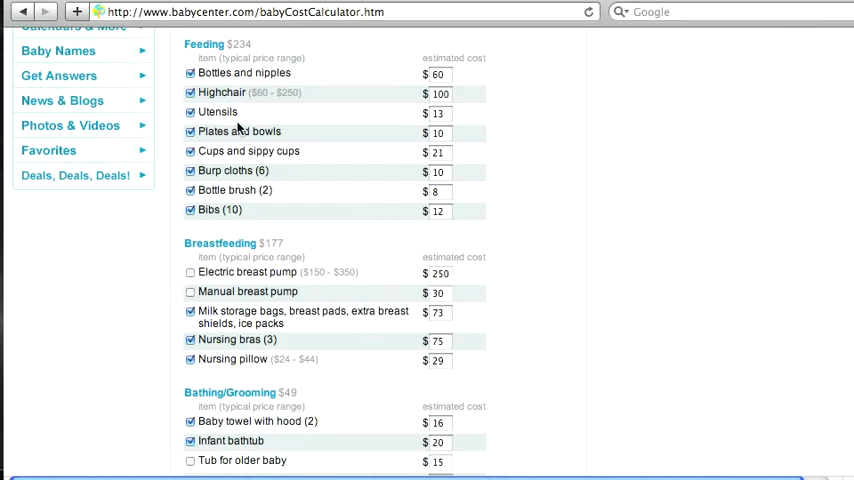 http://www.babycenter.com/babyCostCalculator.htm
Google
Calendars & More
Baby Names
Get Answers
News & Blogs
Photos & Videos
Favorites
Deals, Deals, Deals!
Feeding $234
item (typical price range) estimated cost
Bottles and nipples $ 60
Highchair ($60 - $250) $ 100
Utensils $ 13
Plates and bowls $ 10
Cups and sippy cups $ 21
Burp cloths (6) $ 10
Bottle brush (2) $ 8
Bibs (10) $ 12
Breastfeeding $177
item (typical price range) estimated cost
Electric breast pump ($150 - $350) $ 250
Manual breast pump $ 30
Milk storage bags, breast pads, extra breast $ 73
shields, ice packs
Nursing bras (3) $ 75
Nursing pillow ($24 - $44) $ 29
Bathing/Grooming $49
item (typical price range) estimated cost
Baby towel with hood (2) $ 16
Infant bathtub $ 20
Tub for older baby $ 15